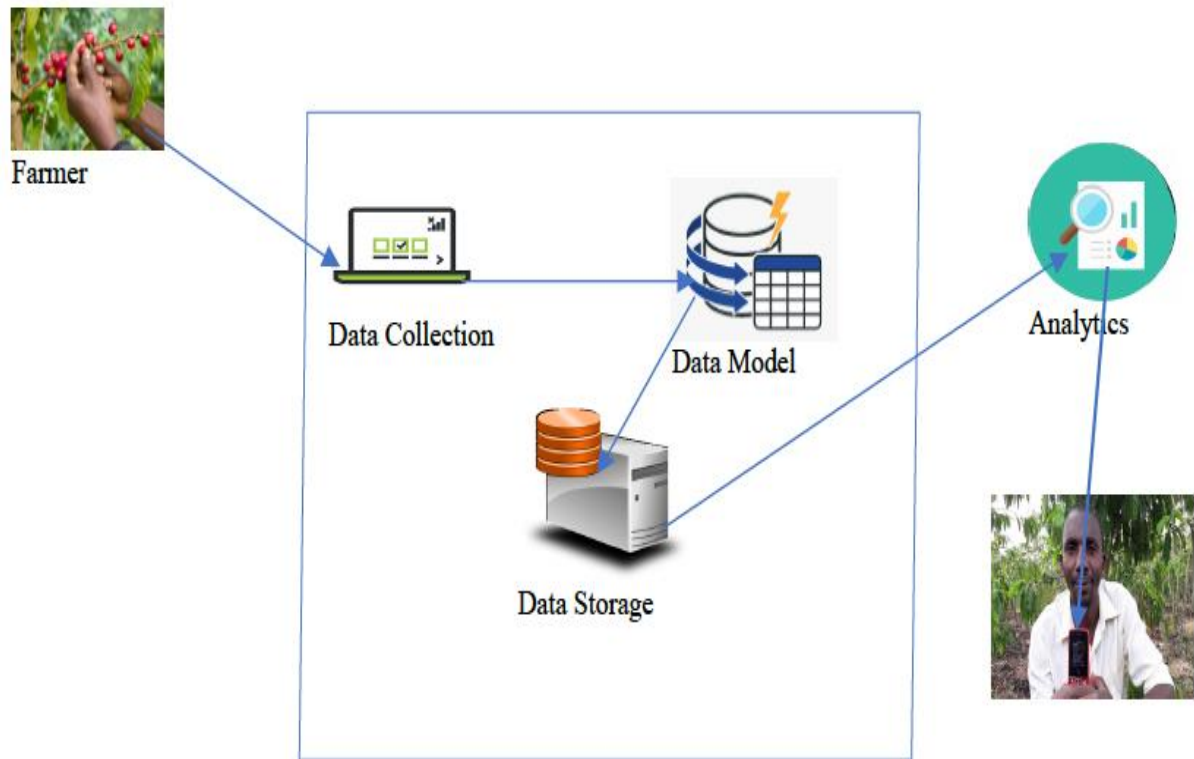 Farmer
Data Collection
Data Model
Analytics
Data Storage